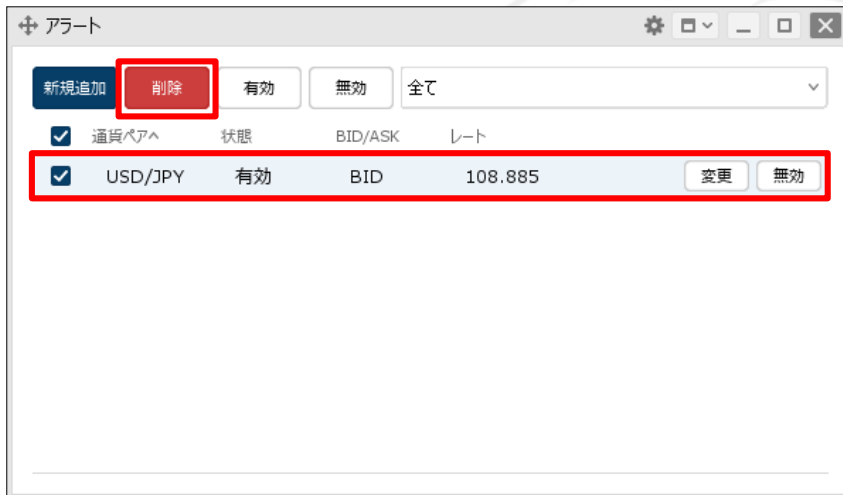 アラート
新規追加 削除 有効 無効 全て
通貨ペア^ 状態 BID/ASK レート
USD/JPY 有効 BID 108.885 変更 無効